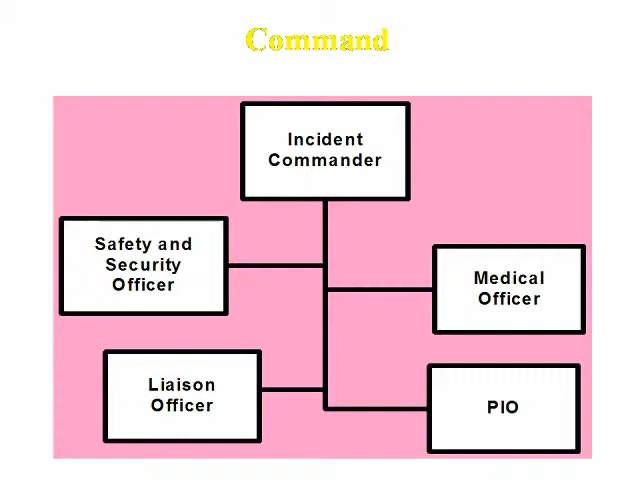 Command
Incident
Commander
Safety and
Security
Officer
Medical
Officer
Liaison
Officer
PIO